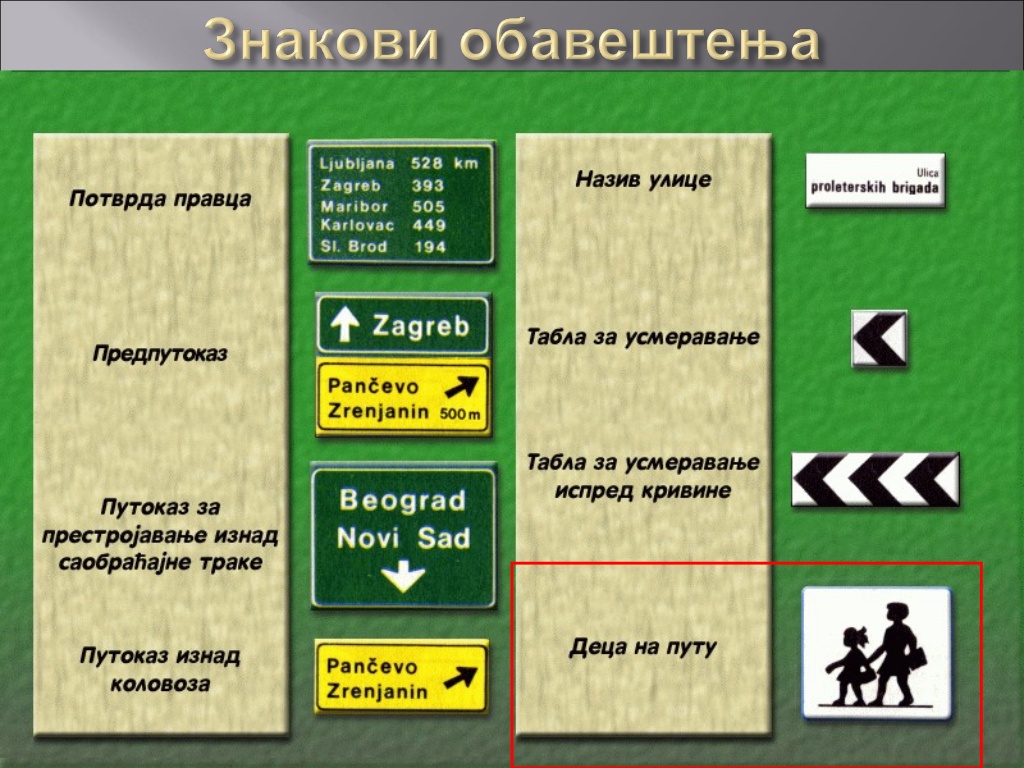 Знакови обавештења
Потврда правца
Ljubljana 528 km
Zagreb 393
Maribor 505
Karlovac 449
Sl. Brod 194
Предпутоказ
Zagreb
Pančevo
Zrenjanin 500m
Путоказ за
престројавање изнад
саобраћајне траке
Beograd
Novi Sad
Путоказ изнад
коловоза
Pančevo
Zrenjanin
Назив улице
Ulica
proleterskih brigada
Табла за усмеравање
Табла за усмеравање
испред кривине
Деца на путу